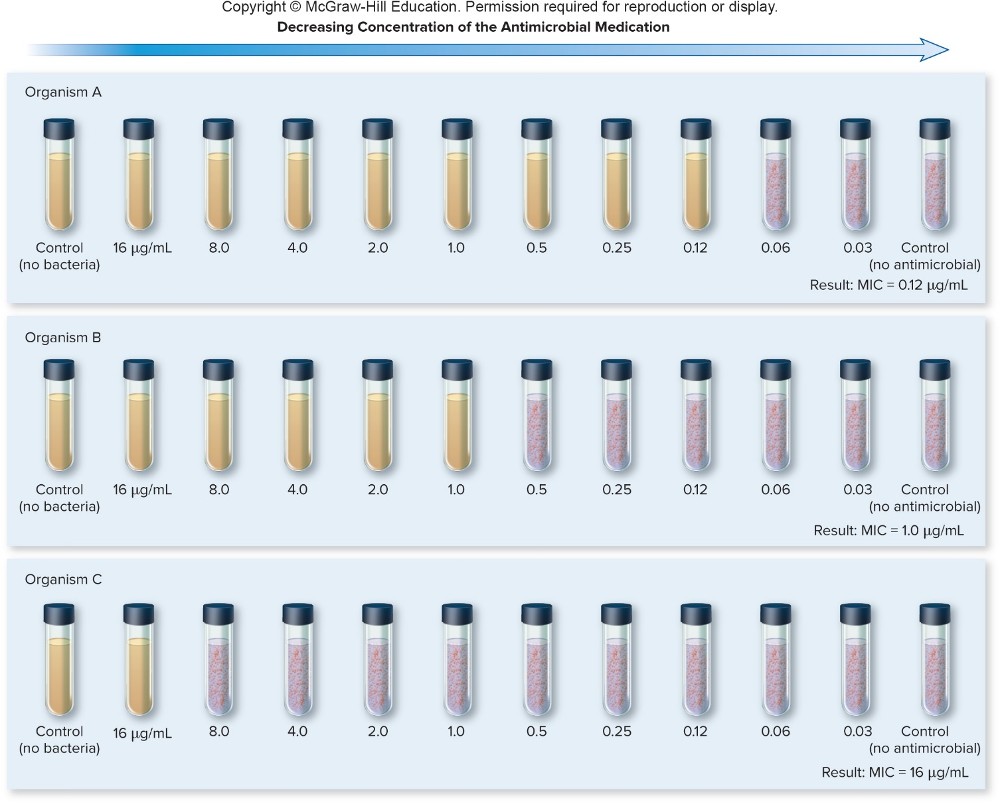 Copyright © McGraw-Hill Education. Permission required for reproduction or display.
Decreasing Concentration of the Antimicrobial Medication
Organism A
Control 16 µg/mL 8.0 4.0 2.0 1.0 0.5 0.25 0.12 0.06 0.03 Control
(no bacteria) (no antimicrobial)
Result: MIC = 0.12 µg/mL
Organism B
Control 16 µg/mL 8.0 4.0 2.0 1.0 0.5 0.25 0.12 0.06 0.03 Control
(no bacteria) (no antimicrobial)
Result: MIC = 1.0 µg/mL
Organism C
Control 16 µg/mL 8.0 4.0 2.0 1.0 0.5 0.25 0.12 0.06 0.03 Control
(no bacteria) (no antimicrobial)
Result: MIC = 16 µg/mL